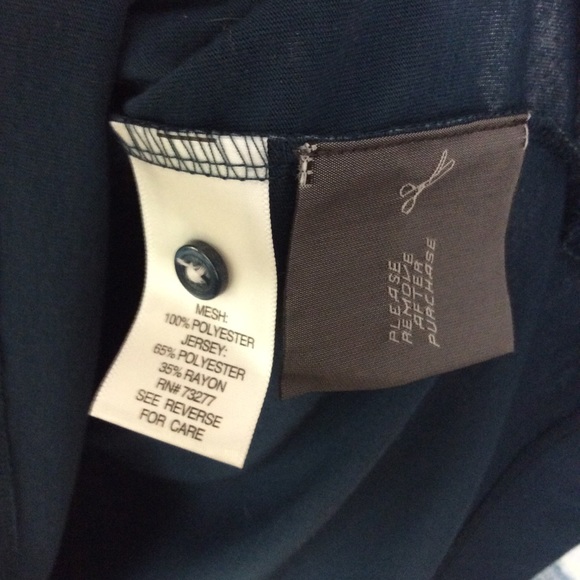 MESH:
100% POLYESTER
JERSEY:
65% POLYESTER
35% RAYON
RN# 73277
SEE REVERSE
FOR CARE
PLEASE
REMOVE
AFTER
PURCHASE